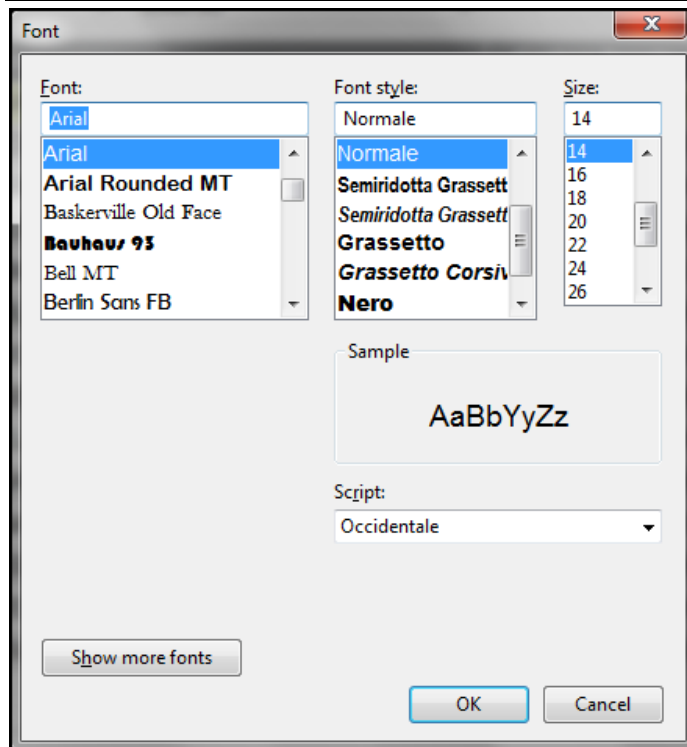 Font
Font:
Arial
Arial
Arial Rounded MT
Baskerville Old Face
Bauhaus 93
Bell MT
Berlin Sans FB
Font style:
Normale
Normale
Semiridotta Grassett
Semiridotta Grassett
Grassetto
Grassetto Corsiv
Nero
Size:
14
14
16
18
20
22
24
26
Sample
AaBbYyZz
Script:
Occidentale
Show more fonts
OK
Cancel